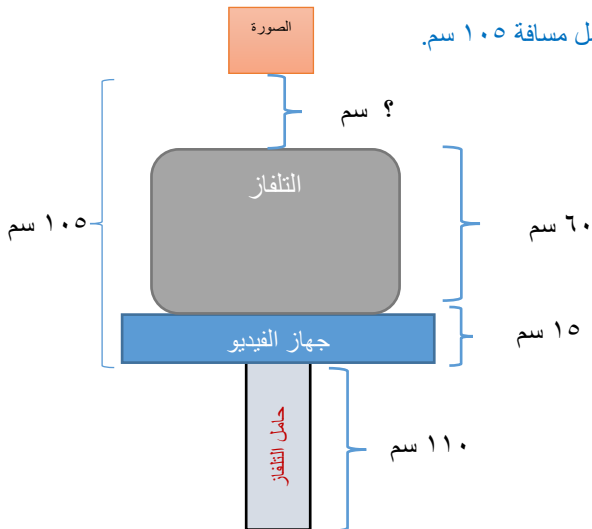 ل مسافة ١٠٥ سم.
الصورة
؟ سم
التلفاز
٦٠ سم
١٠٥ سم
١٥ سم
جهاز الفيديو
حامل التلفاز
١١٠ سم